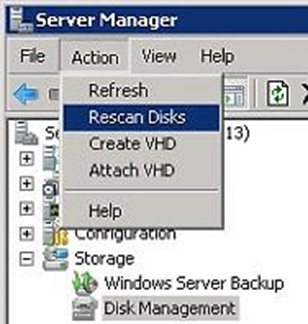 Server Manager
File Action View Help
Refresh
Rescan Disks
Create VHD
Attach VHD
Help
Se
13)
Configuration
Storage
Windows Server Backup
Disk Management